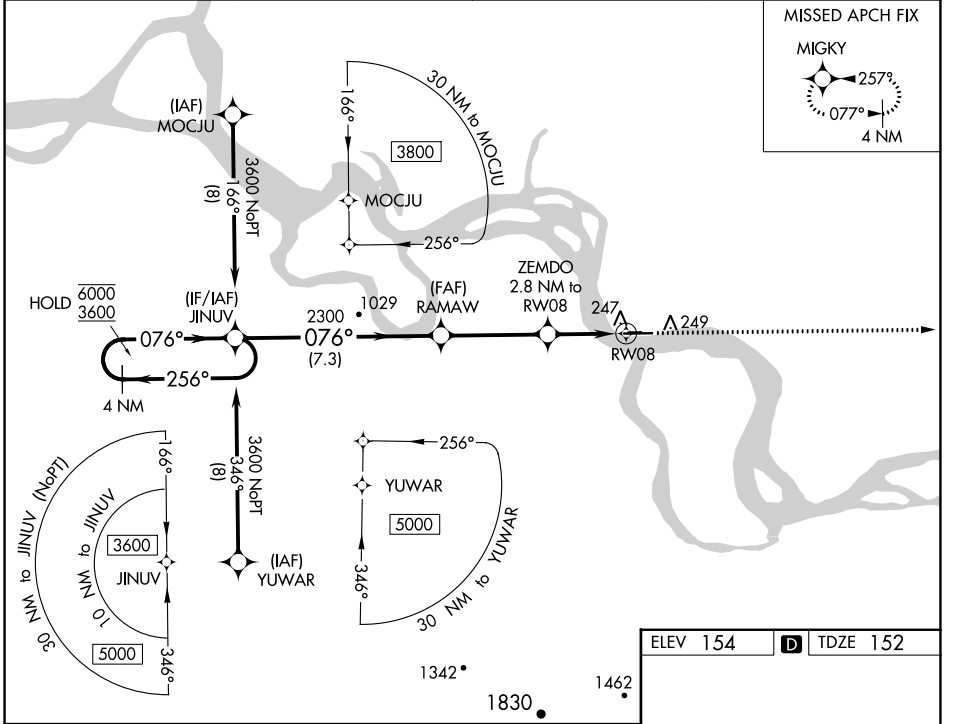 MISSED APCH FIX
MIGKY
257°
077°
4 NM
(IAF)
MOCJU
3600 NoPT
166°
(8)
30 NM to MOCJU
166°
3800
MOCJU
256°
HOLD
6000
3600
(IF/IAF)
JINUV
076°
256°
4 NM
2300
076°
(7.3)
1029
(FAF)
RAMAW
ZEMDO
2.8 NM to
RW08
247
249
RW08
3600 NoPT
346°
(8)
(IAF)
YUWAR
30 NM to JINUV (NoPT)
10 NM to JINUV
166°
3600
JINUV
5000
346°
256°
YUWAR
5000
346°
30 NM to YUWAR
1342
1830
1462
ELEV 154 D TDZE 152